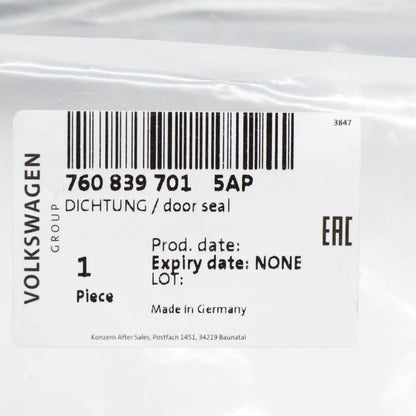 3847
VOLKSWAGEN
GROUP
760 839 701 5AP
DICHTUNG / door seal
EAC
1
Piece
Prod. date:
Expiry date: NONE
LOT:
Made in Germany
Konzern After Sales, Postfach 1451, 34219 Baunatal